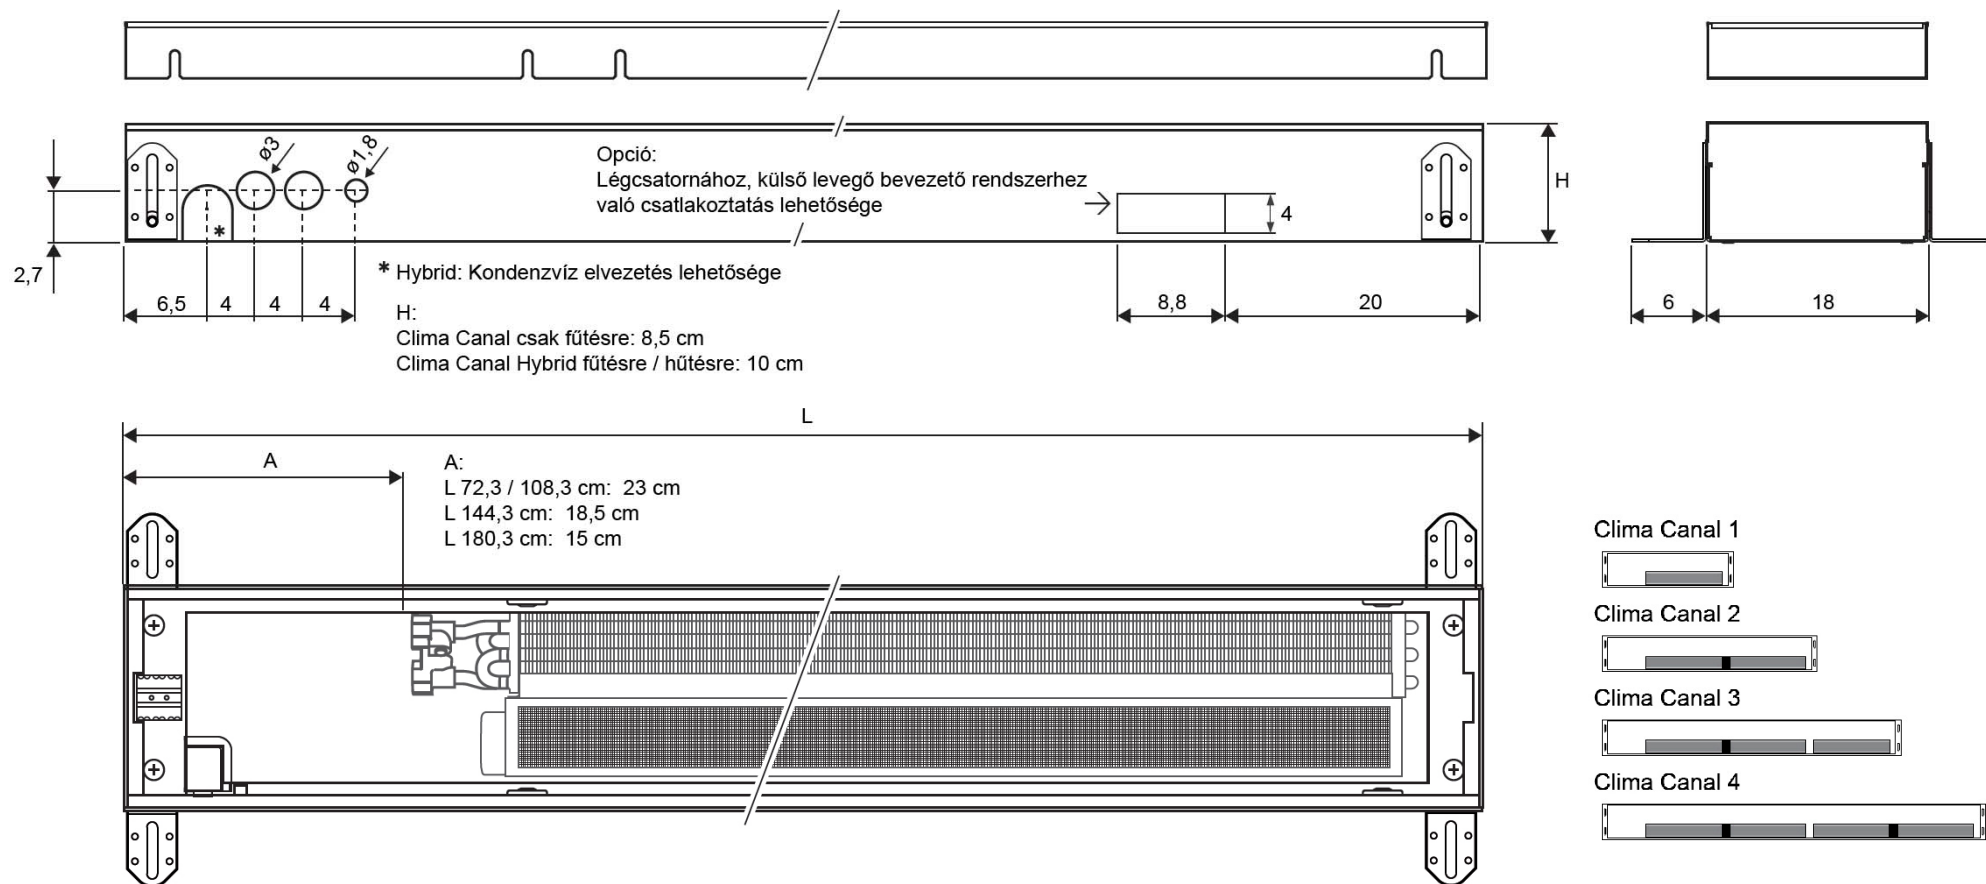 ø3
ø1,8
Opció:
Légcsatornához, külső levegő bevezető rendszerhez
való csatlakoztatás lehetősége
4
H
2,7
*
* Hybrid: Kondenzvíz elvezetés lehetősége
6,5
4
4
4
8,8
20
6
18
H:
Clima Canal csak fűtésre: 8,5 cm
Clima Canal Hybrid fűtésre / hűtésre: 10 cm
L
A
A:
L 72,3 / 108,3 cm: 23 cm
L 144,3 cm: 18,5 cm
L 180,3 cm: 15 cm
Clima Canal 1
Clima Canal 2
Clima Canal 3
Clima Canal 4